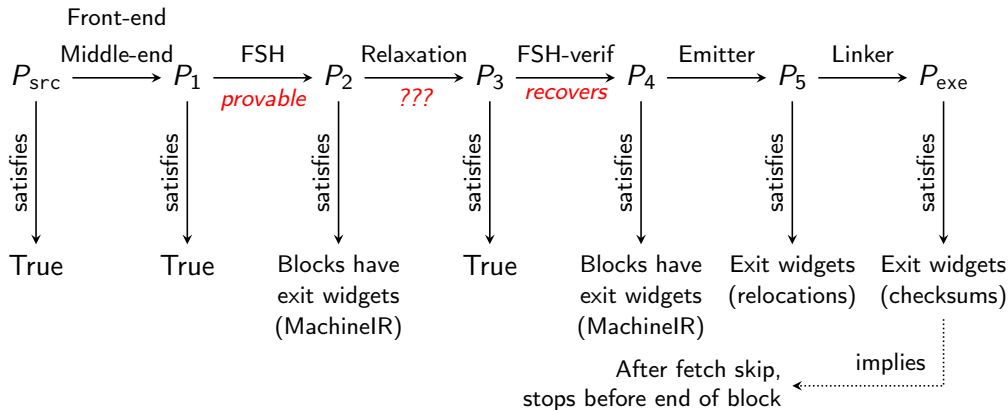 Front-end
Middle-end FSH Relaxation FSH-verif Emitter Linker
P_src P_1 P_2 P_3 P_4 P_5 P_exe
provable ??? recovers
satisfies satisfies satisfies satisfies satisfies satisfies satisfies
True True Blocks have True Blocks have Exit widgets Exit widgets
exit widgets exit widgets (relocations) (checksums)
(MachineIR) (MachineIR)
After fetch skip, implies
stops before end of block